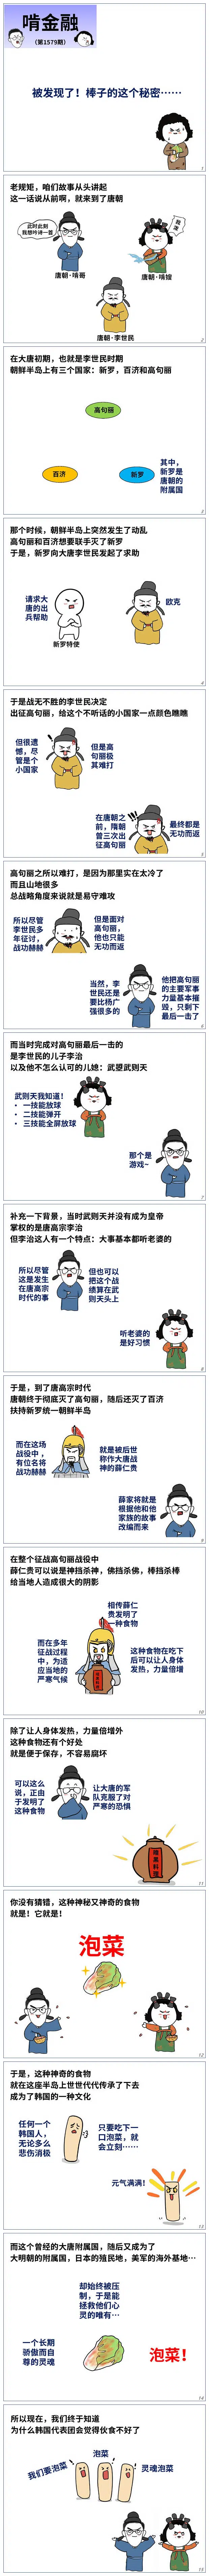 啃金融
（第1579期）
被发现了！棒子的这个秘密……
1
老规矩，咱们故事从头讲起
这一话说从前啊，就来到了唐朝
此时此刻
我想吟诗一首
唐朝·啃哥
唐朝·啃嫂
唐朝·李世民
2
在大唐初期，也就是李世民时期
朝鲜半岛上有三个国家：新罗，百济和高句丽
高句丽
百济
新罗
其中，
新罗是
唐朝的
附属国
3
那个时候，朝鲜半岛上突然发生了动乱
高句丽和百济想要联手灭了新罗
于是，新罗向大唐李世民发起了求助
请求大
唐的出
兵帮助
新罗特使
欧克
4
于是战无不胜的李世民决定
出征高句丽，给这个不听话的小国家一点颜色瞧瞧
但很遗
憾，尽
管是个
小国家
但是高
句丽极
其难打
在唐朝之
前，隋朝
曾三次出
征高句丽
最终都是
无功而返
5
高句丽之所以难打，是因为那里实在太冷了
而且山地很多
总战略角度来说就是易守难攻
所以尽管
李世民多
年征讨，
战功赫赫
但是面对
高句丽，
他也只能
无功而返
当然，李
世民还是
要比杨广
强很多的
他把高句丽
的主要军事
力量基本摧
毁，只剩下
最后一击了
6
而当时完成对高句丽最后一击的
是李世民的儿子李治
以及他不怎么认可的儿媳：武曌武则天
武则天我知道！
• 一技能放球
• 二技能弹开
• 三技能全屏放球
那个是
游戏~
7
补充一下背景，当时武则天并没有成为皇帝
掌权的是唐高宗李治
但李治这人有一个特点：大事基本都听老婆的
所以尽管
这是发生
在唐高宗
时代的事
但也可以
把这个战
绩算在武
则天头上
听老婆的
是好习惯
8
于是，到了唐高宗时代
唐朝终于彻底灭了高句丽，随后还灭了百济
扶持新罗统一朝鲜半岛
而在这场
战役中，
有位名将
战功赫赫
就是被后世
称作大唐战
神的薛仁贵
薛家将就是
根据他和他
家族的故事
改编而来
9
在整个征战高句丽战役中
薛仁贵可以说是神挡杀神，佛挡杀佛，棒挡杀棒
给当地人造成很大的阴影
相传薛仁
贵发明了
一种食物
而在多年
征战过程
中，为适
应当地的
严寒气候
这种食物在吃下
后可以让人身体
发热，力量倍增
10
除了让人身体发热，力量倍增外
这种食物还有个好处
就是便于保存，不容易腐坏
可以这么
说，正由
于发明了
这种食物
让大唐的军
队克服了对
严寒的恐惧
11
你没有猜错，这种神秘又神奇的食物
就是！它就是！
泡菜
12
于是，这种神奇的食物
就在这座半岛上世世代代传承了下去
成为了韩国的一种文化
任何一个
韩国人，
无论多么
悲伤消极
只要吃下一
口泡菜，就
会立刻……
元气满满！
13
而这个曾经的大唐附属国，随后又成为了
大明朝的附属国，日本的殖民地，美军的海外基地…
却始终被压
制，于是能
拯救他们心
灵的唯有…
一个长期
骄傲而自
尊的灵魂
泡菜！
14
所以现在，我们终于知道
为什么韩国代表团会觉得伙食不好了
我们要泡菜
泡菜
灵魂泡菜
15